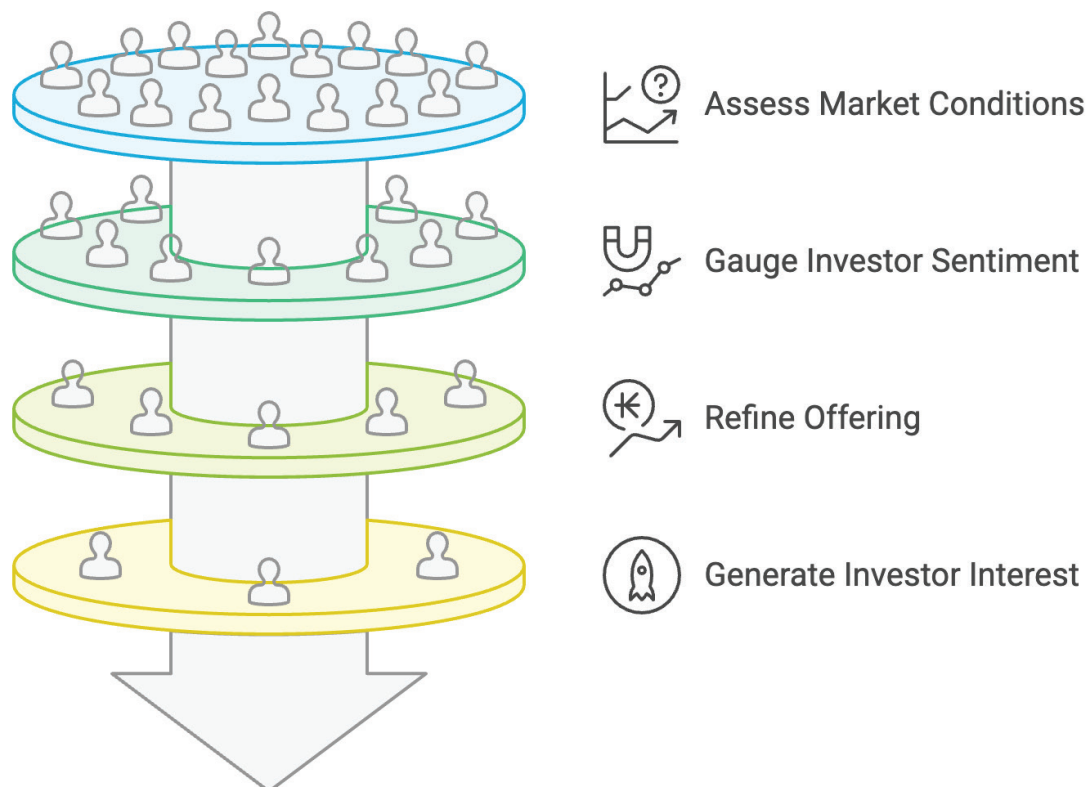 Assess Market Conditions
Gauge Investor Sentiment
Refine Offering
Generate Investor Interest